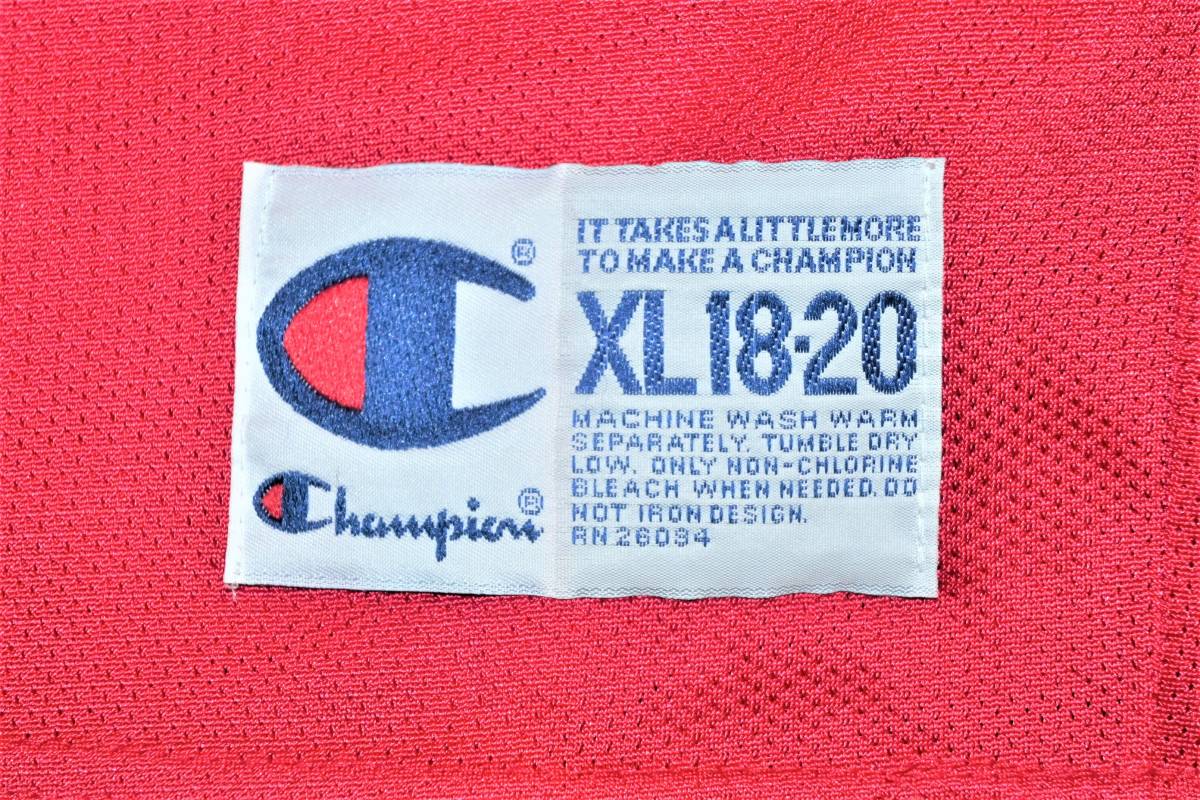 ®
Champion®
IT TAKES A LITTLE MORE
TO MAKE A CHAMPION
XL 18-20
MACHINE WASH WARM
SEPARATELY. TUMBLE DRY
LOW. ONLY NON-CHLORINE
BLEACH WHEN NEEDED. DO
NOT IRON DESIGN.
RN 26094